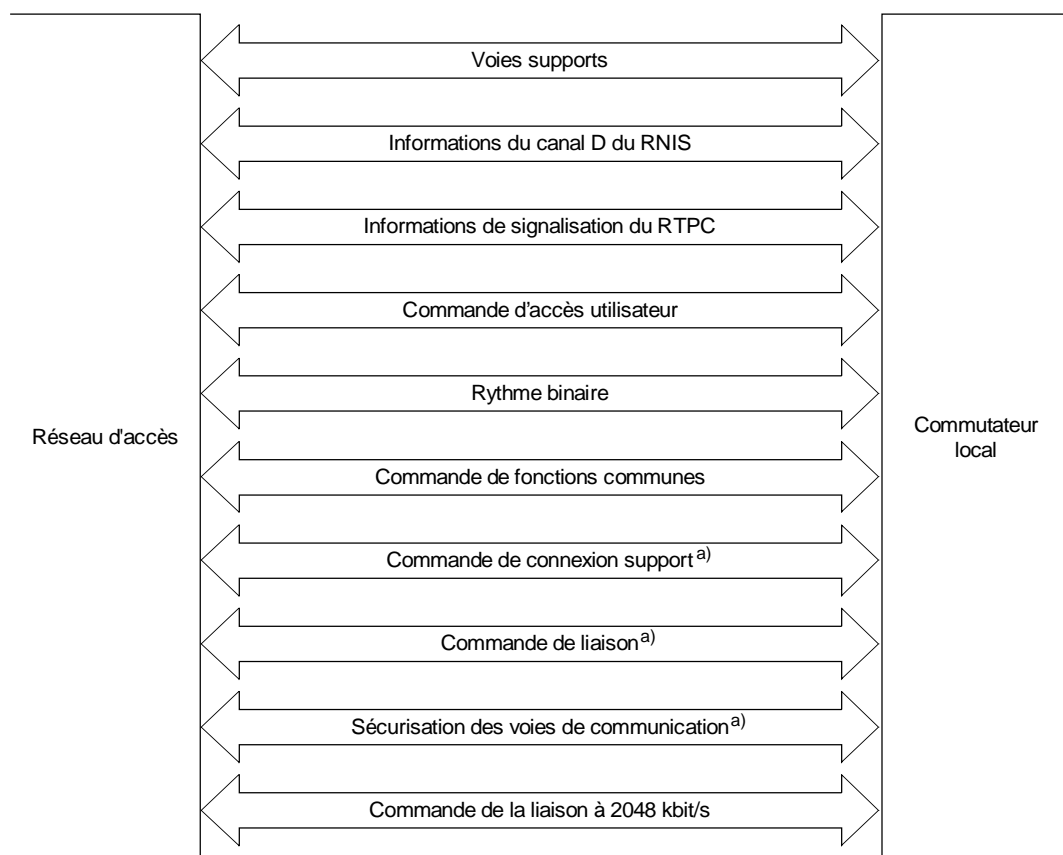 Voies supports
Informations du canal D du RNIS
Informations de signalisation du RTPC
Commande d'accès utilisateur
Rythme binaire
Réseau d'accès
Commutateur
local
Commande de fonctions communes
Commande de connexion support a)
Commande de liaison a)
Sécurisation des voies de communication a)
Commande de la liaison à 2048 kbit/s